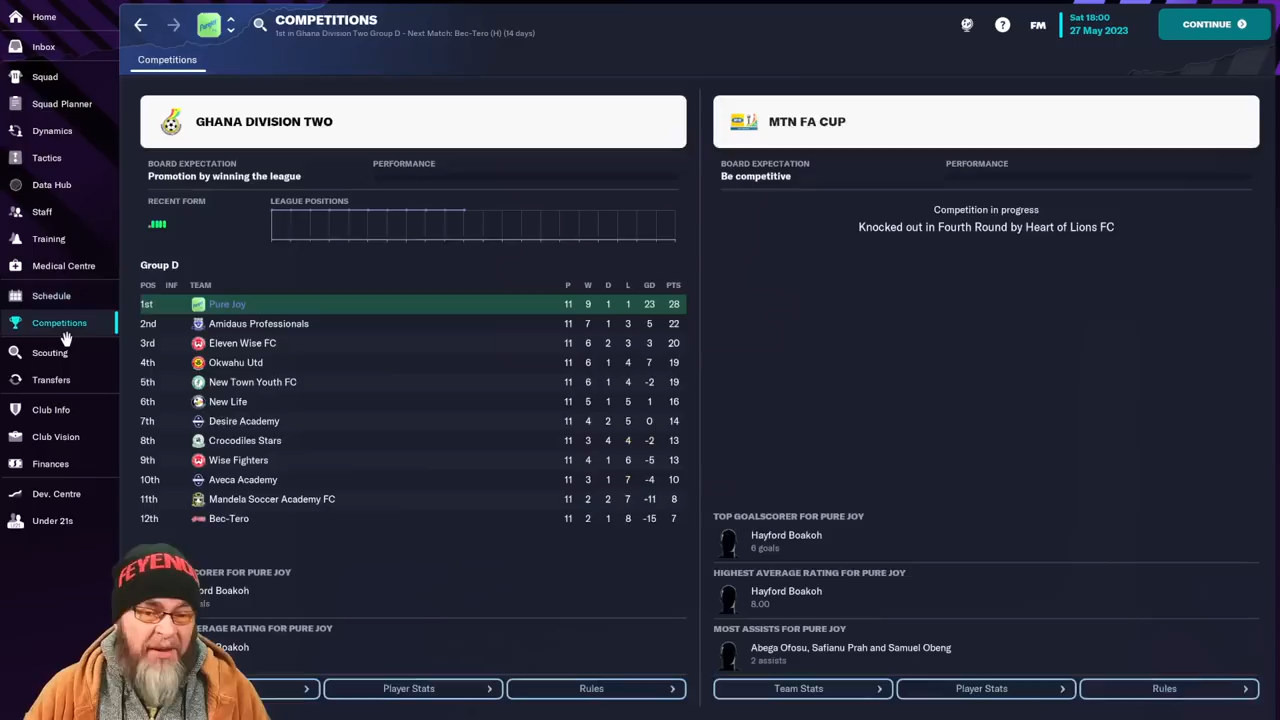 Home
Inbox
Squad
Squad Planner
Dynamics
Tactics
Data Hub
Staff
Training
Medical Centre
Schedule
Competitions
Scouting
Transfers
Club Info
Club Vision
Finances
Dev. Centre
Under 21s
COMPETITIONS
1st in Ghana Division Two Group D - Next Match: Bec-Tero (H) (14 days)
? FM
Sat 18:00
27 May 2023
CONTINUE
Competitions
GHANA DIVISION TWO
BOARD EXPECTATION PERFORMANCE
Promotion by winning the league
RECENT FORM LEAGUE POSITIONS
Group D
POS INF TEAM P W D L GD PTS
1st Pure Joy 11 9 1 1 23 28
2nd Amidaus Professionals 11 7 1 3 5 22
3rd Eleven Wise FC 11 6 2 3 3 20
4th Okwahu Utd 11 6 1 4 7 19
5th New Town Youth FC 11 6 1 4 -2 19
6th New Life 11 5 1 5 1 16
7th Desire Academy 11 4 2 5 0 14
8th Crocodiles Stars 11 3 4 4 -2 13
9th Wise Fighters 11 4 1 6 -5 13
10th Aveca Academy 11 3 1 7 -4 10
11th Mandela Soccer Academy FC 11 2 2 7 -11 8
12th Bec-Tero 11 2 1 8 -15 7
CORER FOR PURE JOY
ord Boakoh
als
ERAGE RATING FOR PURE JOY
Boakoh
Player Stats
Rules
MTN FA CUP
BOARD EXPECTATION PERFORMANCE
Be competitive
Competition in progress
Knocked out in Fourth Round by Heart of Lions FC
TOP GOALSCORER FOR PURE JOY
Hayford Boakoh
6 goals
HIGHEST AVERAGE RATING FOR PURE JOY
Hayford Boakoh
8.00
MOST ASSISTS FOR PURE JOY
Abega Ofosu, Safianu Prah and Samuel Obeng
2 assists
Team Stats
Player Stats
Rules
FEYENO